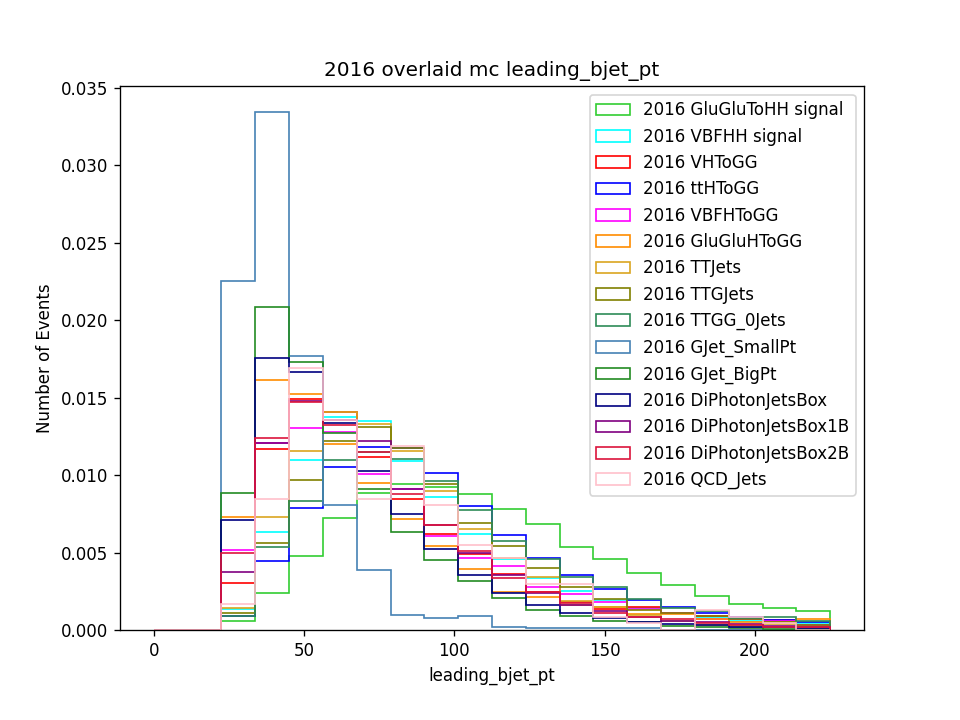 2016 overlaid mc leading_bjet_pt
0.035
0.030
0.025
0.020
0.015
0.010
0.005
0.000
Number of Events
0
50
100
150
200
leading_bjet_pt
2016 GluGluToHH signal
2016 VBFHH signal
2016 VHToGG
2016 ttHToGG
2016 VBFHToGG
2016 GluGluHToGG
2016 TTJets
2016 TTGJets
2016 TTGG_0Jets
2016 GJet_SmallPt
2016 GJet_BigPt
2016 DiPhotonJetsBox
2016 DiPhotonJetsBox1B
2016 DiPhotonJetsBox2B
2016 QCD_Jets